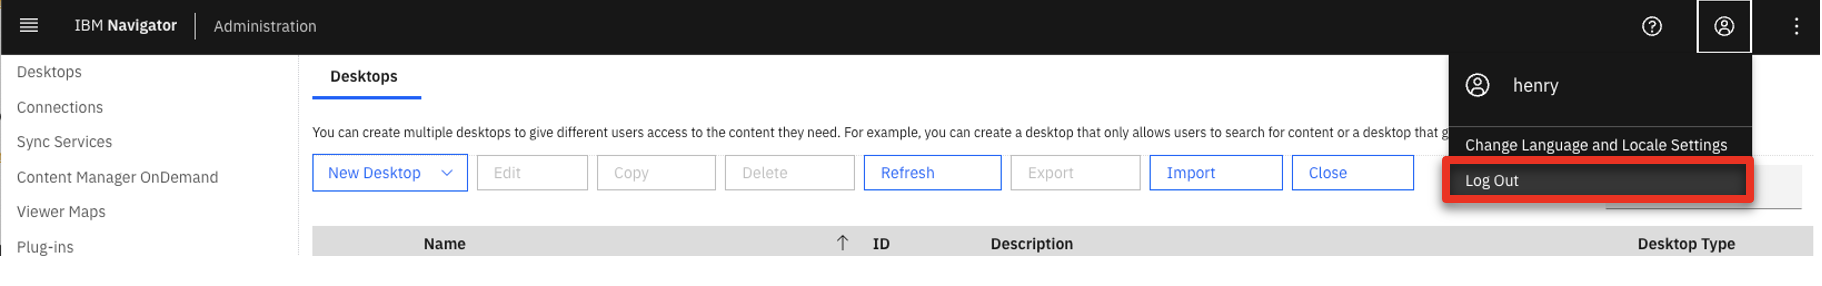 IBM Navigator Administration
henry
Change Language and Locale Settings
Log Out
Desktops
Connections
Sync Services
Content Manager OnDemand
Viewer Maps
Plug-ins
Desktops
You can create multiple desktops to give different users access to the content they need. For example, you can create a desktop that only allows users to search for content or a desktop that g
New Desktop Edit Copy Delete Refresh Export Import Close
Name ID Description Desktop Type